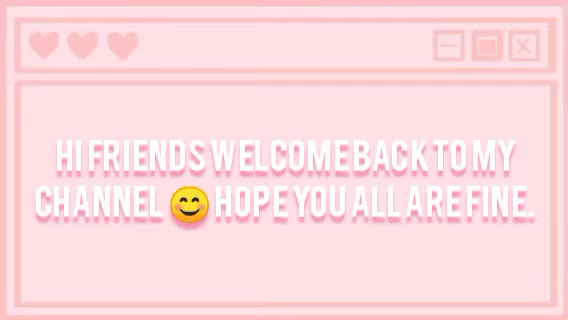 HI FRIENDS WELCOME BACK TO MY
CHANNEL 😊 HOPE YOU ALL ARE FINE.